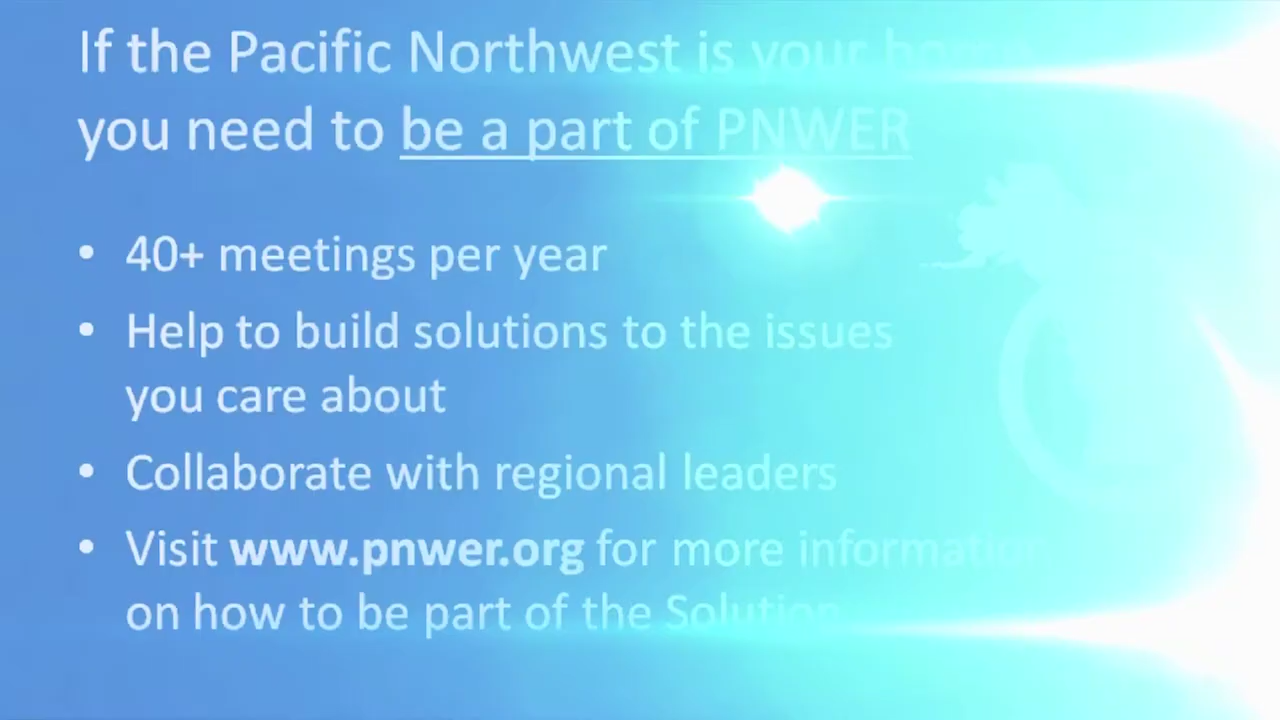 If the Pacific Northwest is your home
you need to be a part of PNWER
• 40+ meetings per year
• Help to build solutions to the issues
you care about
• Collaborate with regional leaders
• Visit www.pnwer.org for more information
on how to be part of the Solution